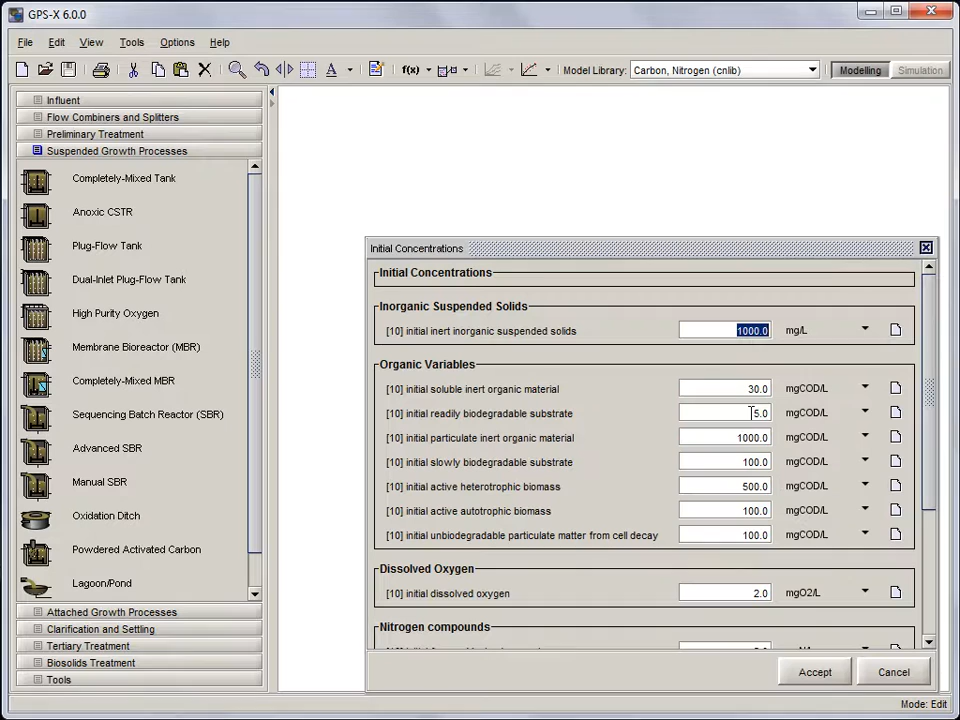 GPS-X 6.0.0
File Edit View Tools Options Help
A f(x) Model Library: Carbon, Nitrogen (cnlib) Modelling Simulation
Influent
Flow Combiners and Splitters
Preliminary Treatment
Suspended Growth Processes
Completely-Mixed Tank
Anoxic CSTR
Plug-Flow Tank
Dual-Inlet Plug-Flow Tank
High Purity Oxygen
Membrane Bioreactor (MBR)
Completely-Mixed MBR
Sequencing Batch Reactor (SBR)
Advanced SBR
Manual SBR
Oxidation Ditch
Powdered Activated Carbon
Lagoon/Pond
Attached Growth Processes
Clarification and Settling
Tertiary Treatment
Biosolids Treatment
Tools
Initial Concentrations
Initial Concentrations
Inorganic Suspended Solids
[10] initial inert inorganic suspended solids 1000.0 mg/L
Organic Variables
[10] initial soluble inert organic material 30.0 mgCOD/L
[10] initial readily biodegradable substrate 5.0 mgCOD/L
[10] initial particulate inert organic material 1000.0 mgCOD/L
[10] initial slowly biodegradable substrate 100.0 mgCOD/L
[10] initial active heterotrophic biomass 500.0 mgCOD/L
[10] initial active autotrophic biomass 100.0 mgCOD/L
[10] initial unbiodegradable particulate matter from cell decay 100.0 mgCOD/L
Dissolved Oxygen
[10] initial dissolved oxygen 2.0 mgO2/L
Nitrogen compounds
Accept Cancel
Mode: Edit